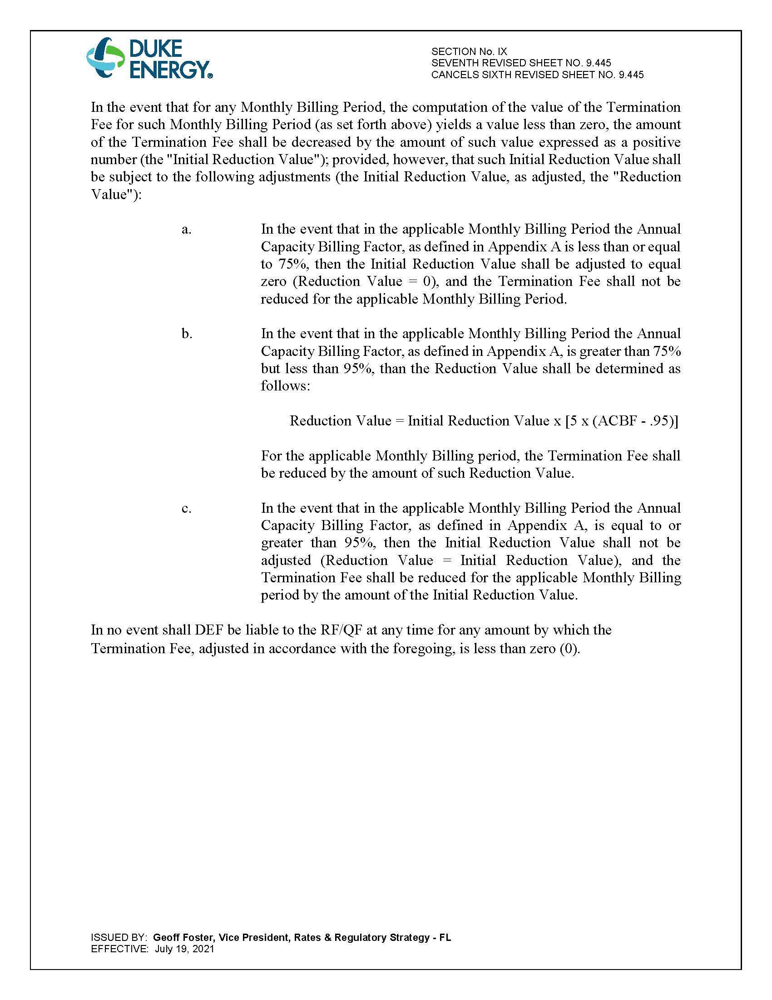 DUKE
ENERGY®
SECTION No. IX
SEVENTH REVISED SHEET NO. 9.445
CANCELS SIXTH REVISED SHEET NO. 9.445
In the event that for any Monthly Billing Period, the computation of the value of the Termination
Fee for such Monthly Billing Period (as set forth above) yields a value less than zero, the amount
of the Termination Fee shall be decreased by the amount of such value expressed as a positive
number (the "Initial Reduction Value"); provided, however, that such Initial Reduction Value shall
be subject to the following adjustments (the Initial Reduction Value, as adjusted, the "Reduction
Value"):
a. In the event that in the applicable Monthly Billing Period the Annual
Capacity Billing Factor, as defined in Appendix A is less than or equal
to 75%, then the Initial Reduction Value shall be adjusted to equal
zero (Reduction Value = 0), and the Termination Fee shall not be
reduced for the applicable Monthly Billing Period.
b. In the event that in the applicable Monthly Billing Period the Annual
Capacity Billing Factor, as defined in Appendix A, is greater than 75%
but less than 95%, than the Reduction Value shall be determined as
follows:
Reduction Value = Initial Reduction Value x [5 x (ACBF - .95)]
For the applicable Monthly Billing period, the Termination Fee shall
be reduced by the amount of such Reduction Value.
c. In the event that in the applicable Monthly Billing Period the Annual
Capacity Billing Factor, as defined in Appendix A, is equal to or
greater than 95%, then the Initial Reduction Value shall not be
adjusted (Reduction Value = Initial Reduction Value), and the
Termination Fee shall be reduced for the applicable Monthly Billing
period by the amount of the Initial Reduction Value.
In no event shall DEF be liable to the RF/QF at any time for any amount by which the
Termination Fee, adjusted in accordance with the foregoing, is less than zero (0).
ISSUED BY: Geoff Foster, Vice President, Rates & Regulatory Strategy - FL
EFFECTIVE: July 19, 2021